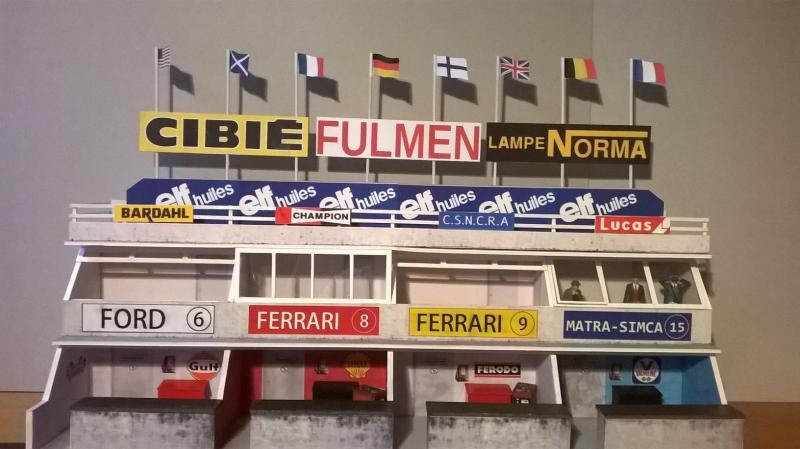 CIBIÉ FULMEN LAMPE NORMA
elf huiles elf huiles elf huiles elf huiles elf huiles elf huiles
BARDAHL CHAMPION C.S.N.C.R.A Lucas
FORD 6 FERRARI 8 FERRARI 9 MATRA-SIMCA 15
Gulf FERODO